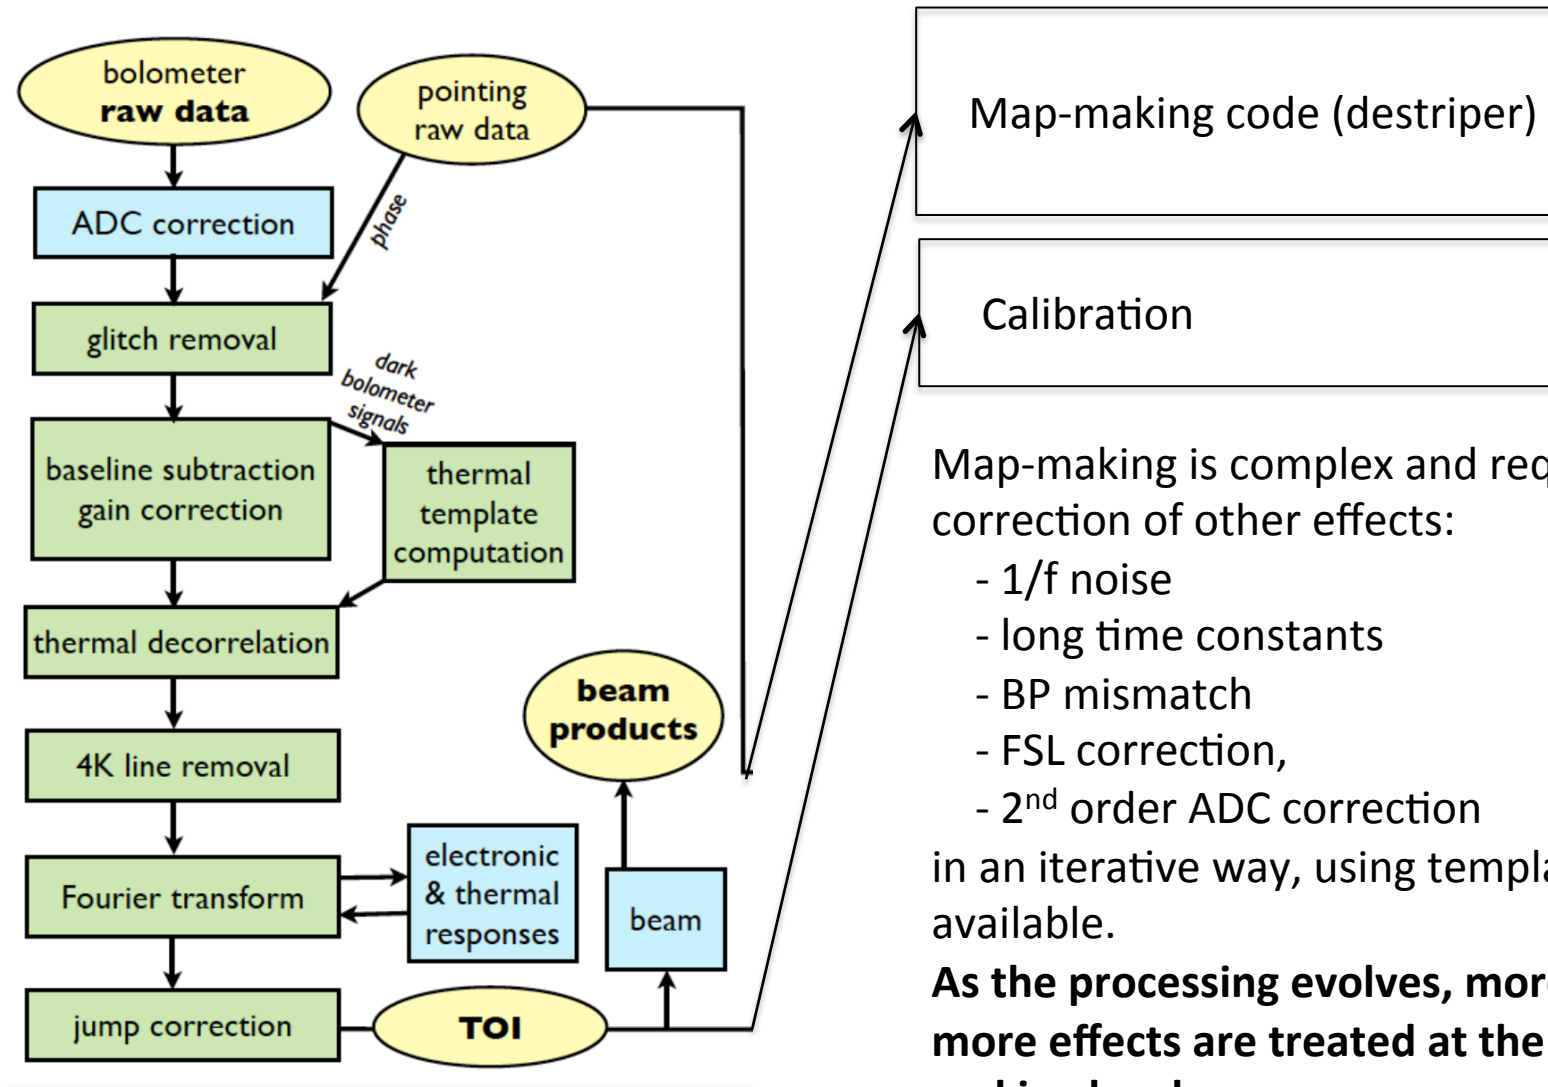 bolometer
raw data
pointing
raw data
ADC correction
phase
glitch removal
dark
bolometer
signals
baseline subtraction
gain correction
thermal
template
computation
thermal decorrelation
4K line removal
beam
products
Fourier transform
electronic
& thermal
responses
beam
jump correction
TOI
Map-making code (destriper)
Calibration
Map-making is complex and req
correction of other effects:
- 1/f noise
- long time constants
- BP mismatch
- FSL correction,
- 2nd order ADC correction
in an iterative way, using templa
available.
As the processing evolves, more
more effects are treated at the